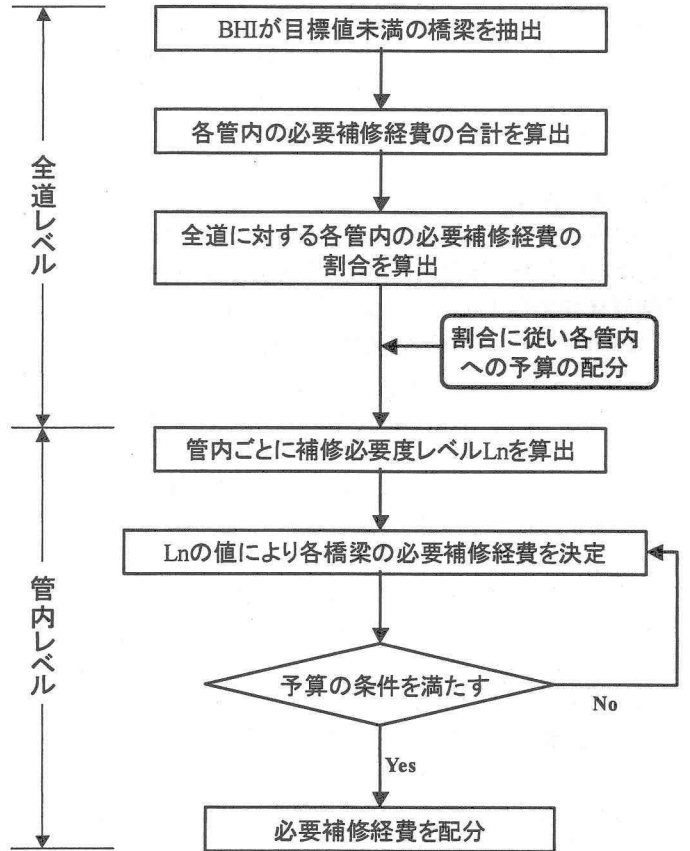 BHIが目標値未満の橋梁を抽出
各管内の必要補修経費の合計を算出
全道に対する各管内の必要補修経費の
割合を算出
割合に従い各管内
への予算の配分
全道レベル
管内ごとに補修必要度レベルLnを算出
Lnの値により各橋梁の必要補修経費を決定
予算の条件を満たす
No
Yes
必要補修経費を配分
管内レベル